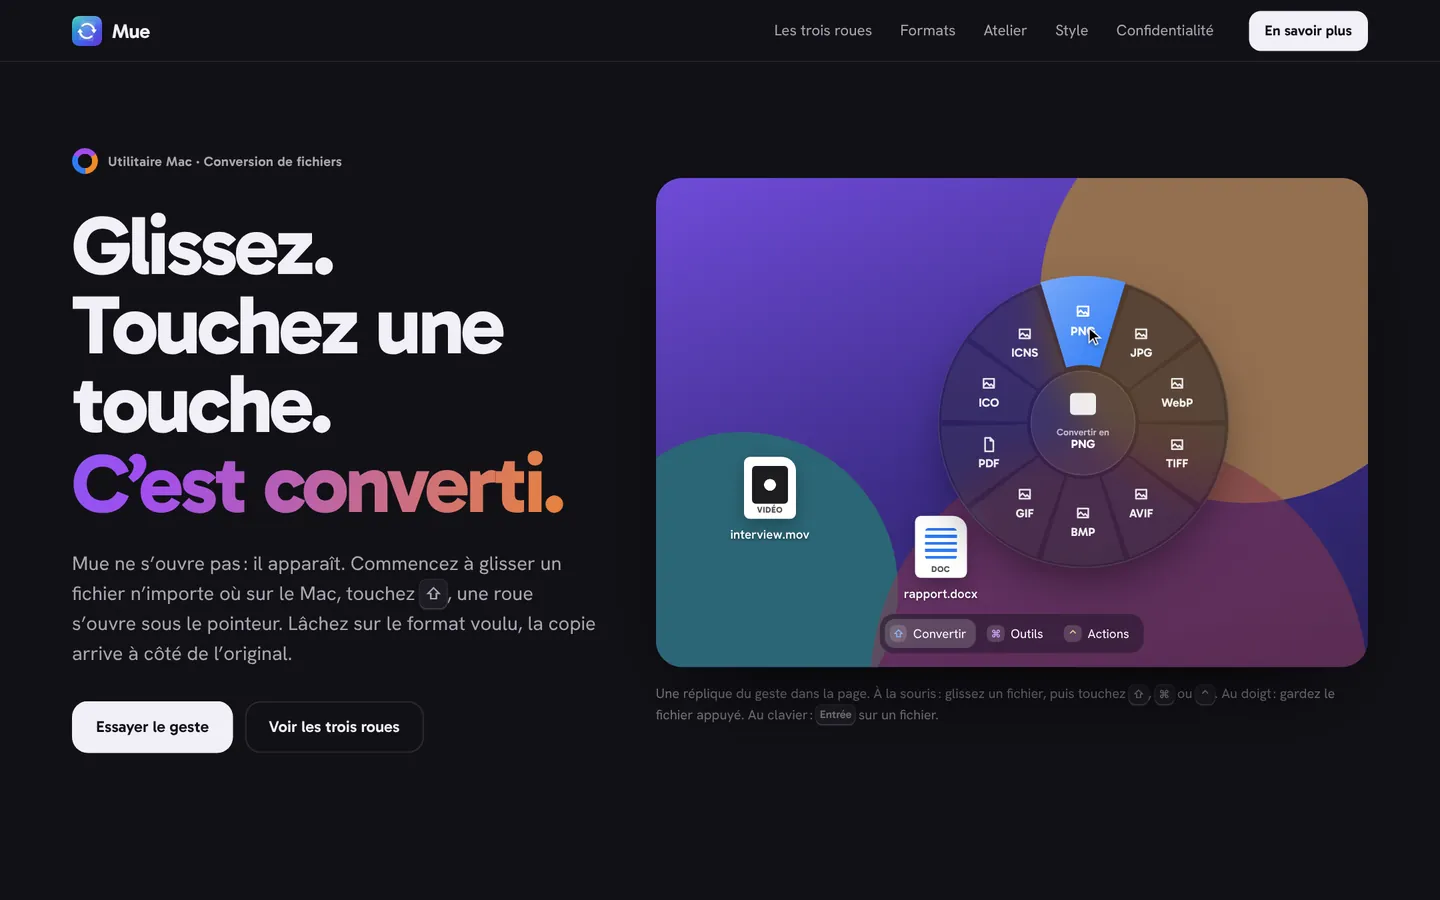 Mue
Les trois roues
Formats
Atelier
Style
Confidentialité
En savoir plus
Utilitaire Mac · Conversion de fichiers
Glissez.
Touchez une
touche.
C’est converti.
Mue ne s’ouvre pas : il apparaît. Commencez à glisser un
fichier n’importe où sur le Mac, touchez ⇧, une roue
s’ouvre sous le pointeur. Lâchez sur le format voulu, la copie
arrive à côté de l’original.
Essayer le geste
Voir les trois roues
PNG
JPG
WebP
TIFF
AVIF
BMP
GIF
PDF
ICO
ICNS
Convertir en
PNG
VIDÉO
interview.mov
DOC
rapport.docx
⇧ Convertir
⌘ Outils
⌃ Actions
Une réplique du geste dans la page. À la souris : glissez un fichier, puis touchez ⇧, ⌘ ou ⌃. Au doigt : gardez le
fichier appuyé. Au clavier : Entrée sur un fichier.